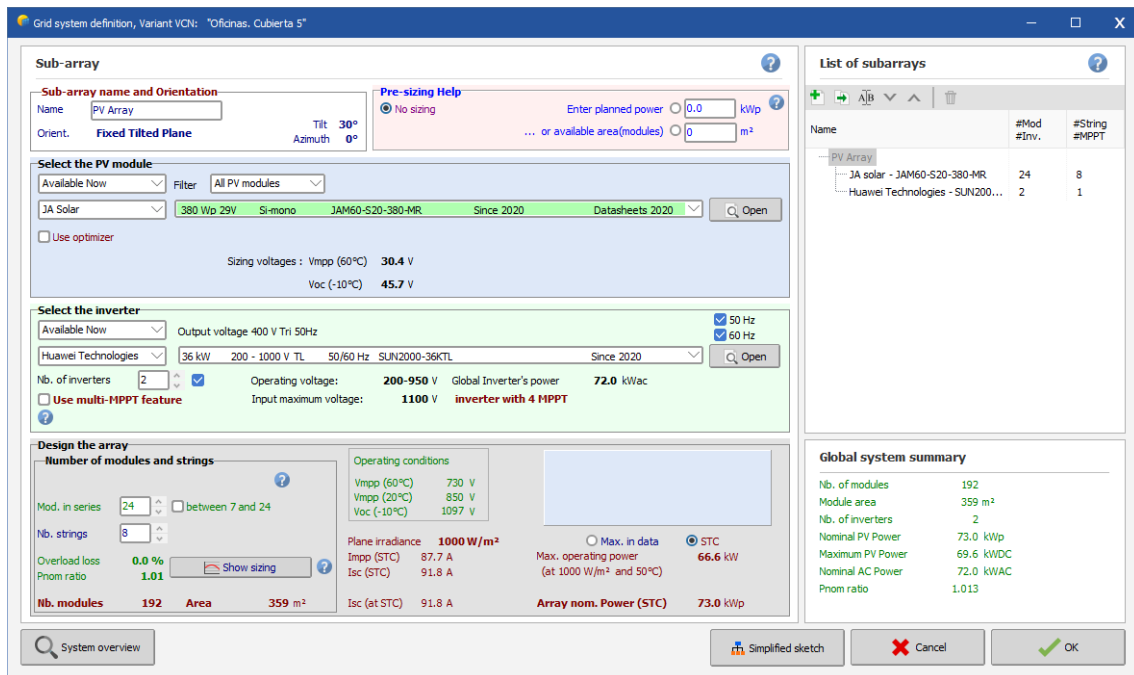 Grid system definition, Variant VCN: "Oficinas. Cubierta 5"
Sub-array
Sub-array name and Orientation
Name PV Array
Orient. Fixed Tilted Plane
Tilt 30°
Azimuth 0°
Pre-sizing Help
No sizing
Enter planned power 0.0 kWp
... or available area(modules) 0 m²
Select the PV module
Available Now Filter All PV modules
JA Solar 380 Wp 29V Si-mono JAM60-S20-380-MR Since 2020 Datasheets 2020 Open
Use optimizer
Sizing voltages : Vmpp (60°C) 30.4 V
Voc (-10°C) 45.7 V
Select the inverter
Available Now Output voltage 400 V Tri 50Hz
50 Hz
60 Hz
Huawei Technologies 36 kW 200 - 1000 V TL 50/60 Hz SUN2000-36KTL Since 2020 Open
Nb. of inverters 2 Operating voltage: 200-950 V Global Inverter's power 72.0 kWac
Use multi-MPPT feature Input maximum voltage: 1100 V inverter with 4 MPPT
Design the array
Number of modules and strings
Mod. in series 24 between 7 and 24
Nb. strings 8
Overload loss 0.0 %
Pnom ratio 1.01
Show sizing
Nb. modules 192 Area 359 m²
Operating conditions
Vmpp (60°C) 730 V
Vmpp (20°C) 850 V
Voc (-10°C) 1097 V
Plane irradiance 1000 W/m²
Impp (STC) 87.7 A
Isc (STC) 91.8 A
Isc (at STC) 91.8 A
Max. in data STC
Max. operating power 66.6 kW
(at 1000 W/m² and 50°C)
Array nom. Power (STC) 73.0 kWp
List of subarrays
Name #Mod #String
#Inv. #MPPT
PV Array
JA solar - JAM60-S20-380-MR 24 8
Huawei Technologies - SUN200... 2 1
Global system summary
Nb. of modules 192
Module area 359 m²
Nb. of inverters 2
Nominal PV Power 73.0 kWp
Maximum PV Power 69.6 kWDC
Nominal AC Power 72.0 kWAC
Pnom ratio 1.013
System overview
Simplified sketch
Cancel
OK